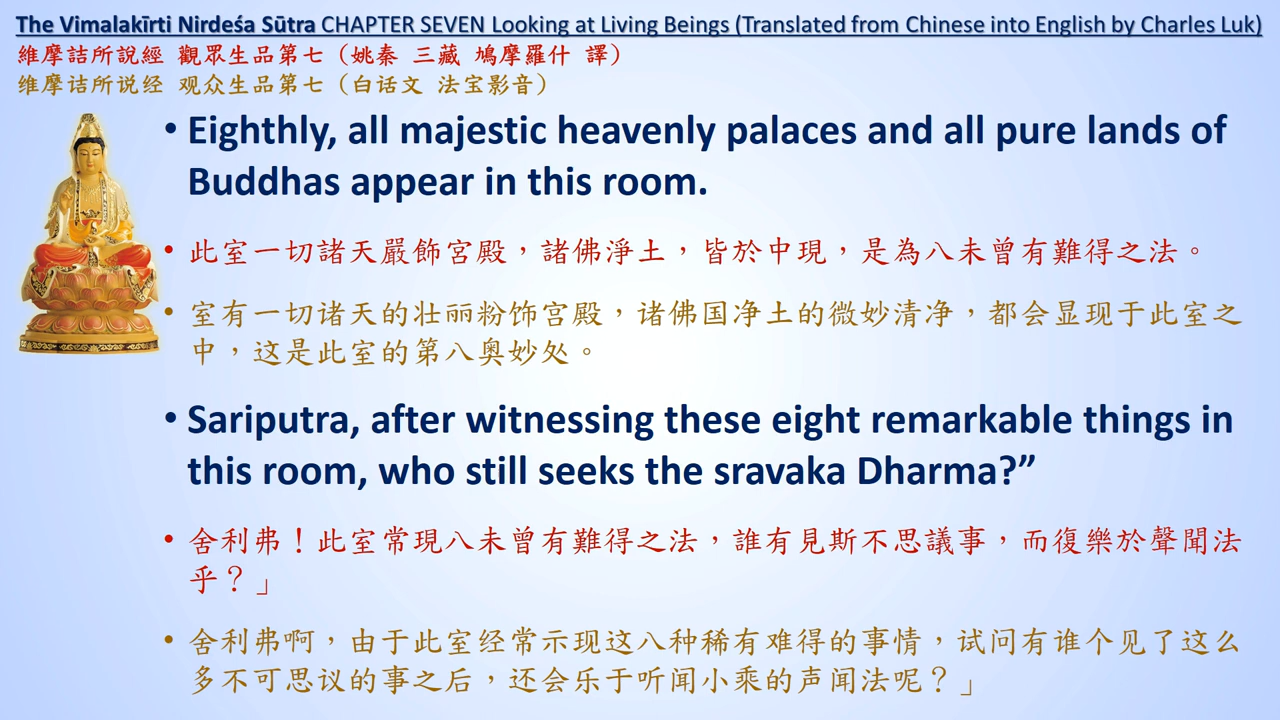 The Vimalakīrti Nirdeśa Sūtra CHAPTER SEVEN Looking at Living Beings (Translated from Chinese into English by Charles Luk)
維摩詰所說經 觀眾生品第七（姚秦 三藏 鳩摩羅什 譯）
维摩诘所说经 观众生品第七（白话文 法宝影音）
• Eighthly, all majestic heavenly palaces and all pure lands of
Buddhas appear in this room.
• 此室一切諸天嚴飾宮殿，諸佛淨土，皆於中現，是為八未曾有難得之法。
• 室有一切诸天的壮丽粉饰宫殿，诸佛国净土的微妙清净，都会显现于此室之
中，这是此室的第八奥妙处。
• Sariputra, after witnessing these eight remarkable things in
this room, who still seeks the sravaka Dharma?”
• 舍利弗！此室常現八未曾有難得之法，誰有見斯不思議事，而復樂於聲聞法
乎？」
• 舍利弗啊，由于此室经常示现这八种稀有难得的事情，试问有谁个见了这么
多不可思议的事之后，还会乐于听闻小乘的声闻法呢？」